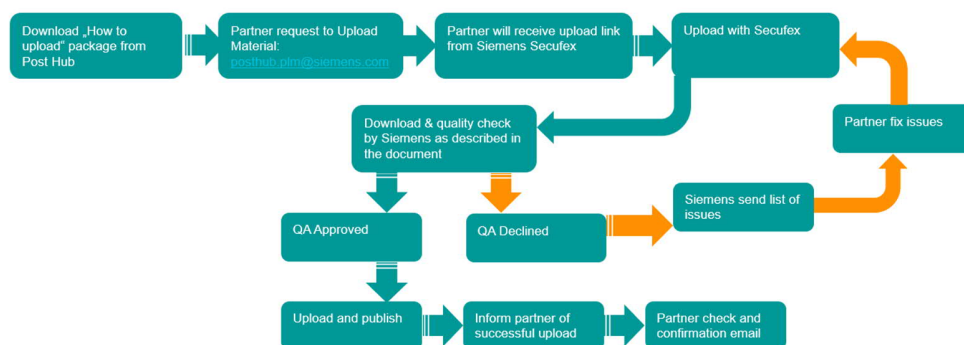 Download „How to
upload“ package from
Post Hub
Partner request to Upload
Material:
posthub.plm@siemens.com
Partner will receive upload link
from Siemens Secufex
Upload with Secufex
Download & quality check
by Siemens as described in
the document
Partner fix issues
Siemens send list of
issues
QA Approved
QA Declined
Upload and publish
Inform partner of
successful upload
Partner check and
confirmation email